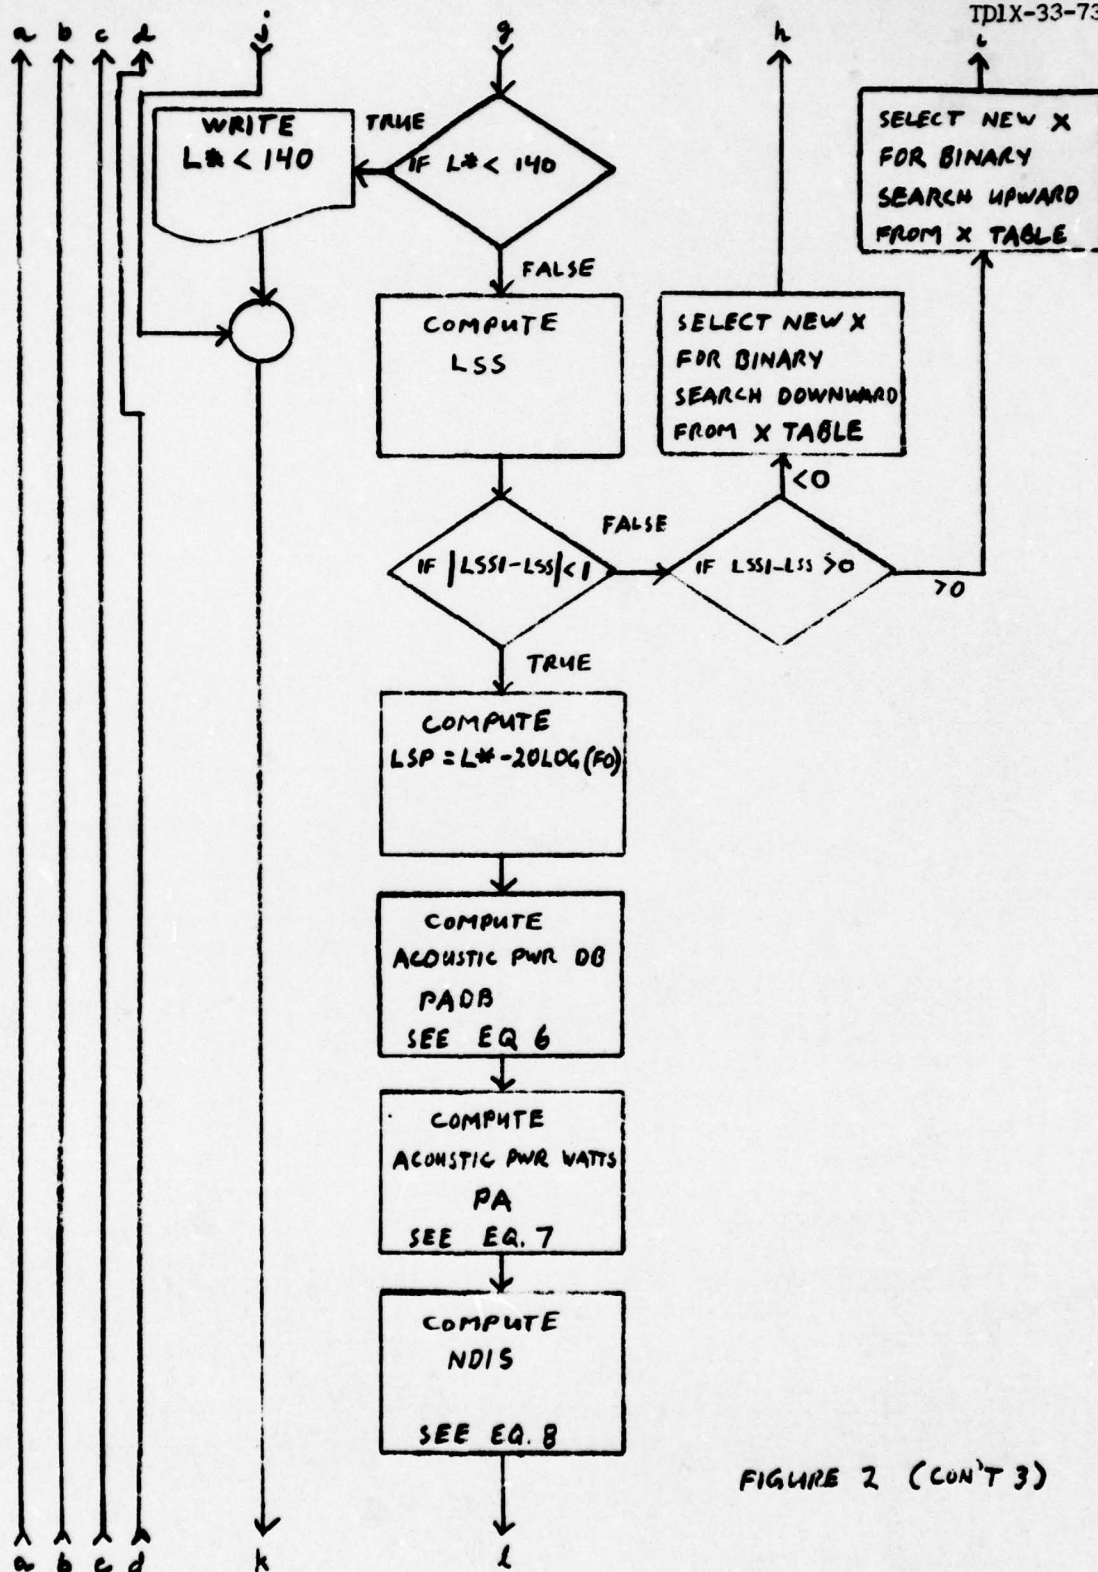 TD1X-33-73
a b c d j g h i
WRITE
L* < 140
TRUE
IF L* < 140
FALSE
SELECT NEW X
FOR BINARY
SEARCH UPWARD
FROM X TABLE
COMPUTE
LSS
SELECT NEW X
FOR BINARY
SEARCH DOWNWARD
FROM X TABLE
<0
IF |LSS1-LSS|<1
FALSE
IF LSS1-LSS >0
>0
TRUE
COMPUTE
LSP = L*-20LOG(FO)
COMPUTE
ACOUSTIC PWR DB
PADB
SEE EQ 6
COMPUTE
ACOUSTIC PWR WATTS
PA
SEE EQ. 7
COMPUTE
NDIS
SEE EQ. 8
FIGURE 2 (CON'T 3)
a b c d k l